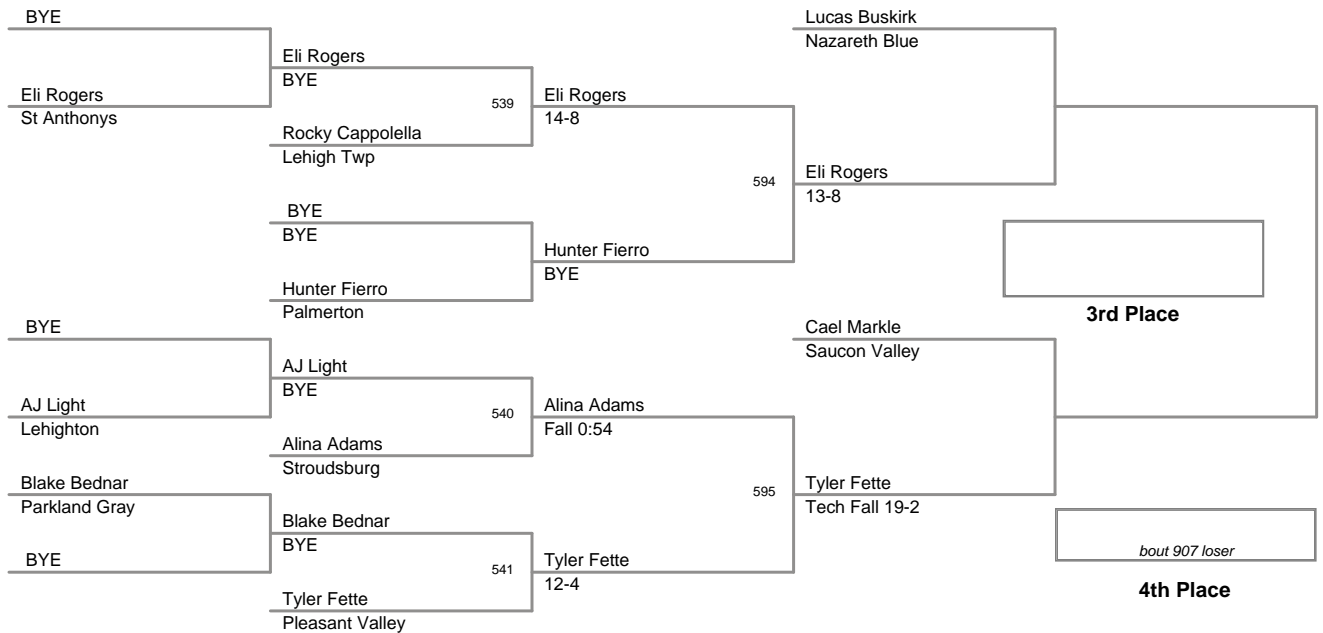 BYE
Eli Rogers
St Anthonys
BYE
AJ Light
Lehighton
Blake Bednar
Parkland Gray
BYE
Eli Rogers
BYE
539
Rocky Cappolella
Lehigh Twp
BYE
BYE
Hunter Fierro
Palmerton
AJ Light
BYE
540
Alina Adams
Stroudsburg
Blake Bednar
BYE
541
Tyler Fette
Pleasant Valley
Eli Rogers
14-8
594
Hunter Fierro
BYE
Alina Adams
Fall 0:54
595
Tyler Fette
12-4
Lucas Buskirk
Nazareth Blue
Eli Rogers
13-8
Cael Markle
Saucon Valley
Tyler Fette
Tech Fall 19-2
3rd Place
bout 907 loser
4th Place